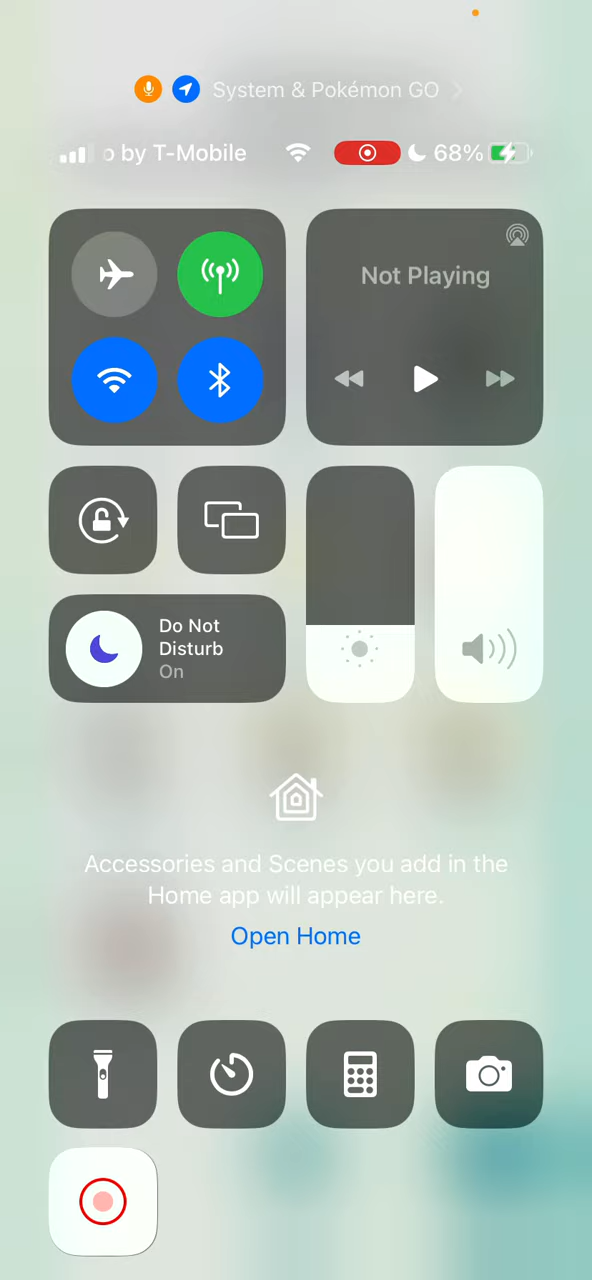 System & Pokémon GO
o by T-Mobile 68%
Not Playing
Do Not
Disturb
On
Accessories and Scenes you add in the
Home app will appear here.
Open Home